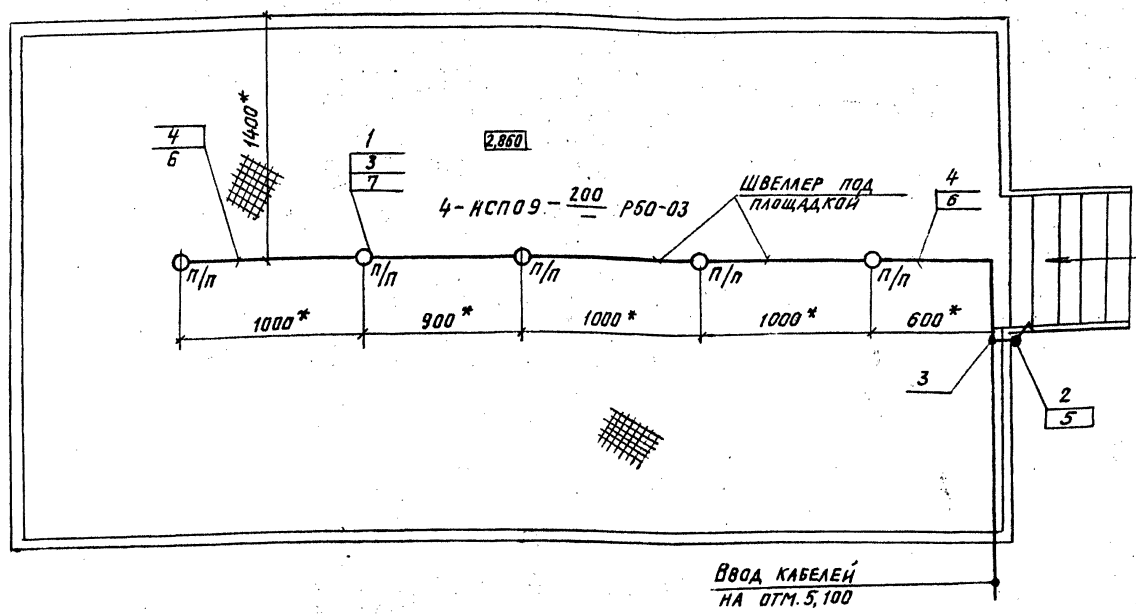 1400*
4
6
1
3
7
2,860
4-НСП09-200/— Р50-03
ШВЕЛЛЕР ПОД
ПЛОЩАДКОЙ
4
6
п/п
п/п
п/п
п/п
п/п
1000*
900*
1000*
1000*
600*
3
2
5
ВВОД КАБЕЛЕЙ
НА ОТМ. 5,100